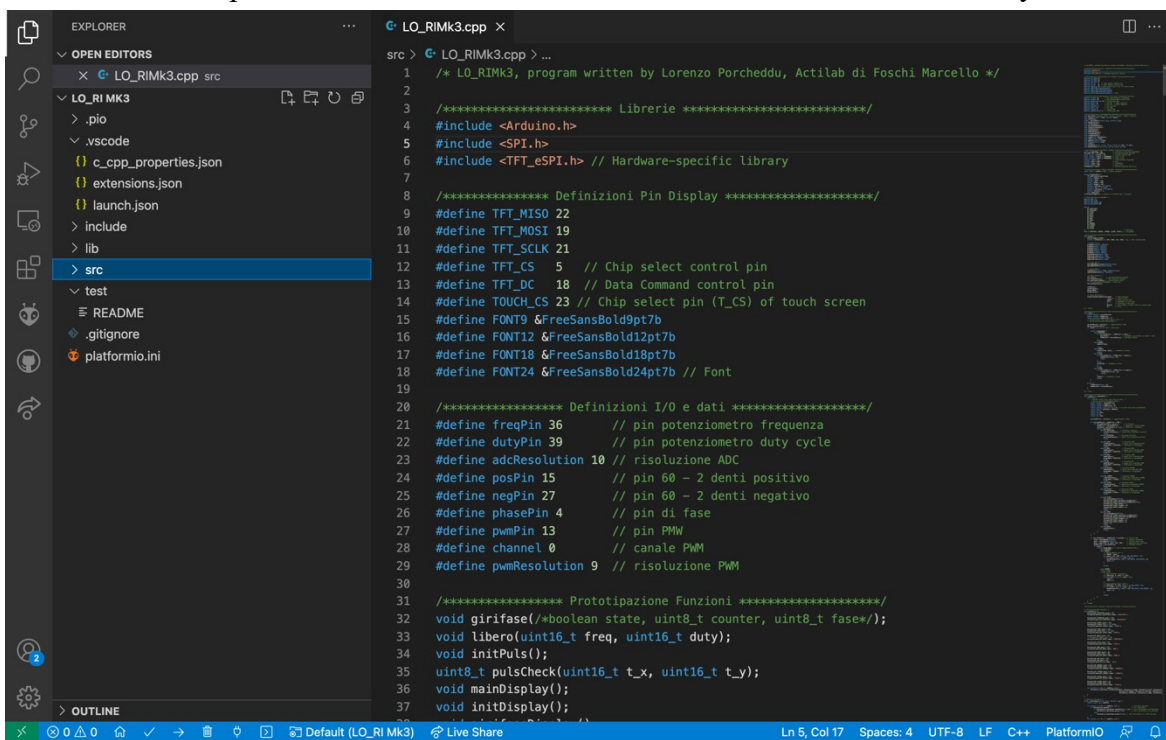 EXPLORER
OPEN EDITORS
LO_RIMk3.cpp src
LO_RI MK3
.pio
.vscode
{} c_cpp_properties.json
{} extensions.json
{} launch.json
include
lib
src
test
README
.gitignore
platformio.ini
OUTLINE
LO_RIMk3.cpp
src > LO_RIMk3.cpp > ...
1 /* LO_RIMk3, program written by Lorenzo Porcheddu, Actilab di Foschi Marcello */
2
3 /************************ Librerie **************************/
4 #include <Arduino.h>
5 #include <SPI.h>
6 #include <TFT_eSPI.h> // Hardware-specific library
7
8 /*************** Definizioni Pin Display *********************/
9 #define TFT_MISO 22
10 #define TFT_MOSI 19
11 #define TFT_SCLK 21
12 #define TFT_CS 5 // Chip select control pin
13 #define TFT_DC 18 // Data Command control pin
14 #define TOUCH_CS 23 // Chip select pin (T_CS) of touch screen
15 #define FONT9 &FreeSansBold9pt7b
16 #define FONT12 &FreeSansBold12pt7b
17 #define FONT18 &FreeSansBold18pt7b
18 #define FONT24 &FreeSansBold24pt7b // Font
19
20 /***************** Definizioni I/O e dati *******************/
21 #define freqPin 36 // pin potenziometro frequenza
22 #define dutyPin 39 // pin potenziometro duty cycle
23 #define adcResolution 10 // risoluzione ADC
24 #define posPin 15 // pin 60 – 2 denti positivo
25 #define negPin 27 // pin 60 – 2 denti negativo
26 #define phasePin 4 // pin di fase
27 #define pwmPin 13 // pin PMW
28 #define channel 0 // canale PWM
29 #define pwmResolution 9 // risoluzione PWM
30
31 /***************** Prototipazione Funzioni ********************/
32 void girifase(/*boolean state, uint8_t counter, uint8_t fase*/);
33 void libero(uint16_t freq, uint16_t duty);
34 void initPuls();
35 uint8_t pulsCheck(uint16_t t_x, uint16_t t_y);
36 void mainDisplay();
37 void initDisplay();
2
0 0 Default (LO_RI Mk3) Live Share Ln 5, Col 17 Spaces: 4 UTF-8 LF C++ PlatformIO